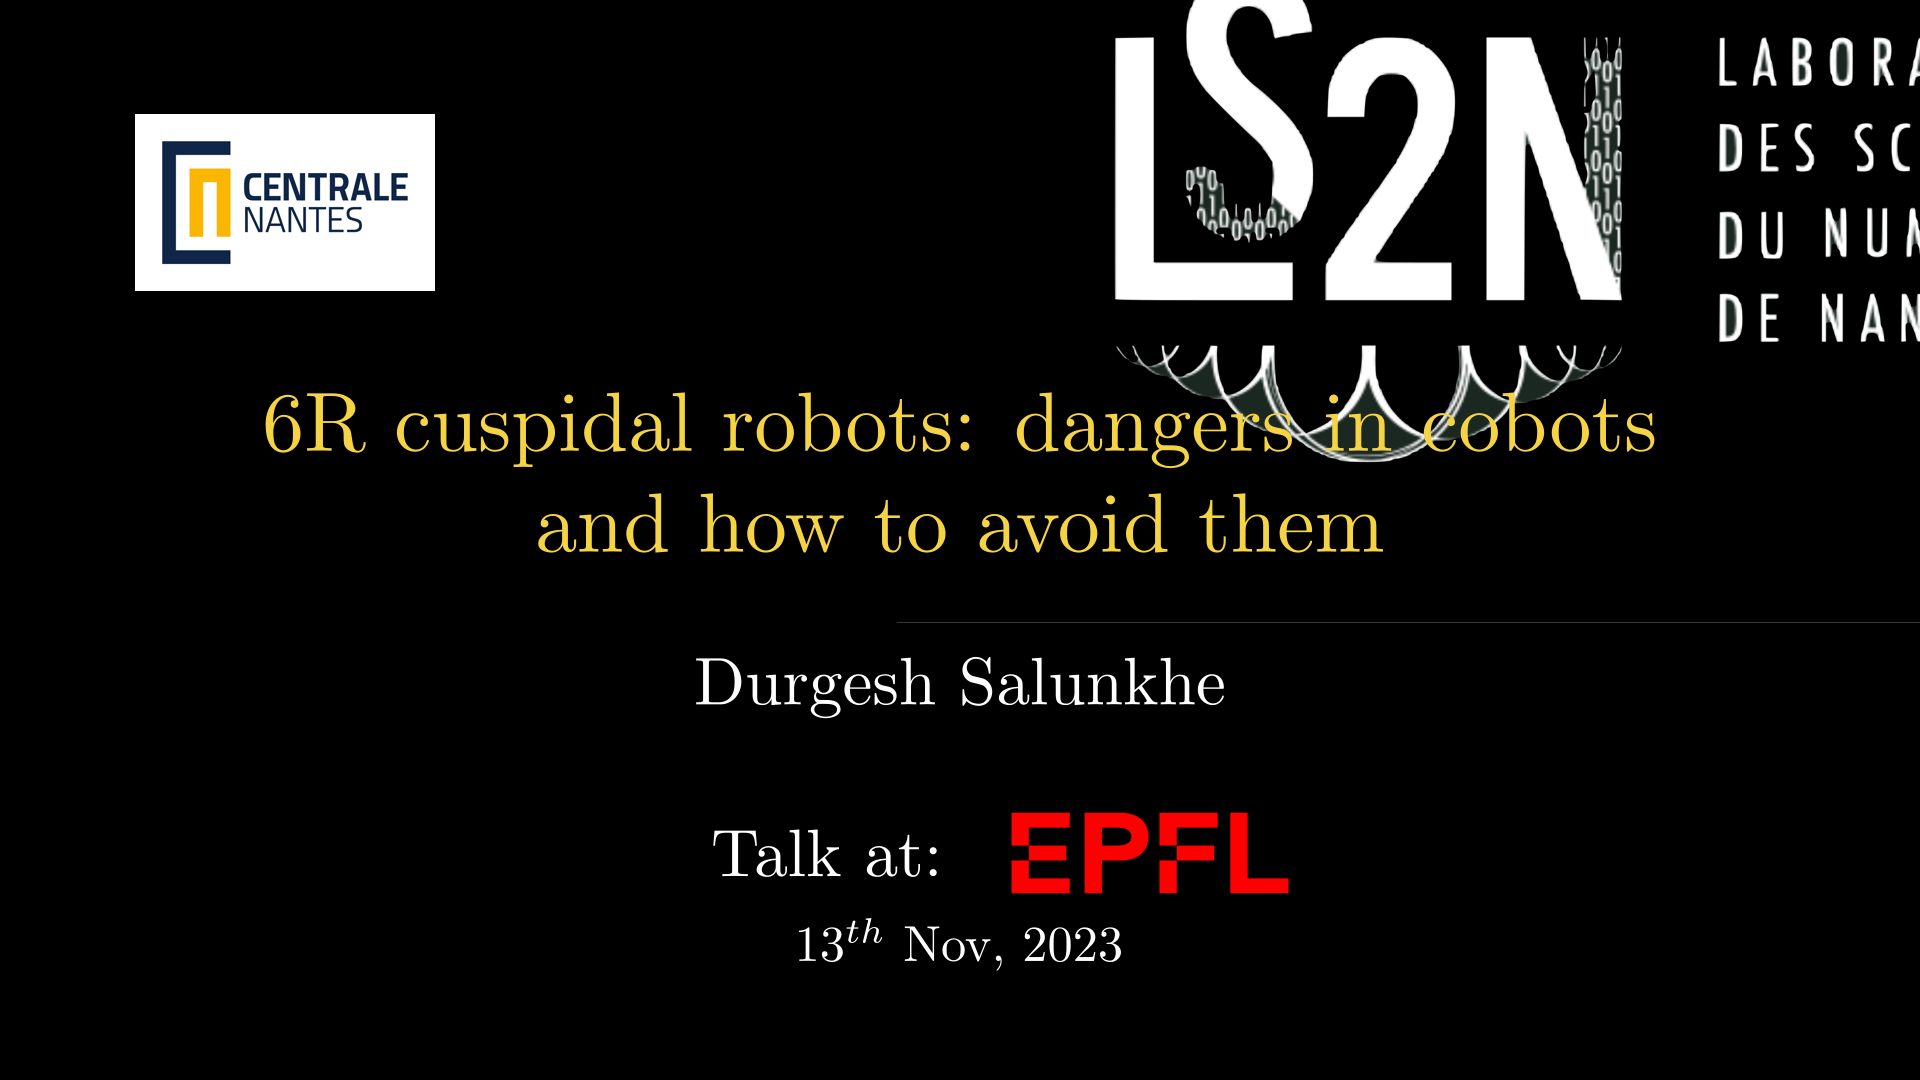 CENTRALE
NANTES
LS2N
LABORA
DES SC
DU NUM
DE NAN
6R cuspidal robots: dangers in cobots
and how to avoid them
Durgesh Salunkhe
Talk at: EPFL
13th Nov, 2023